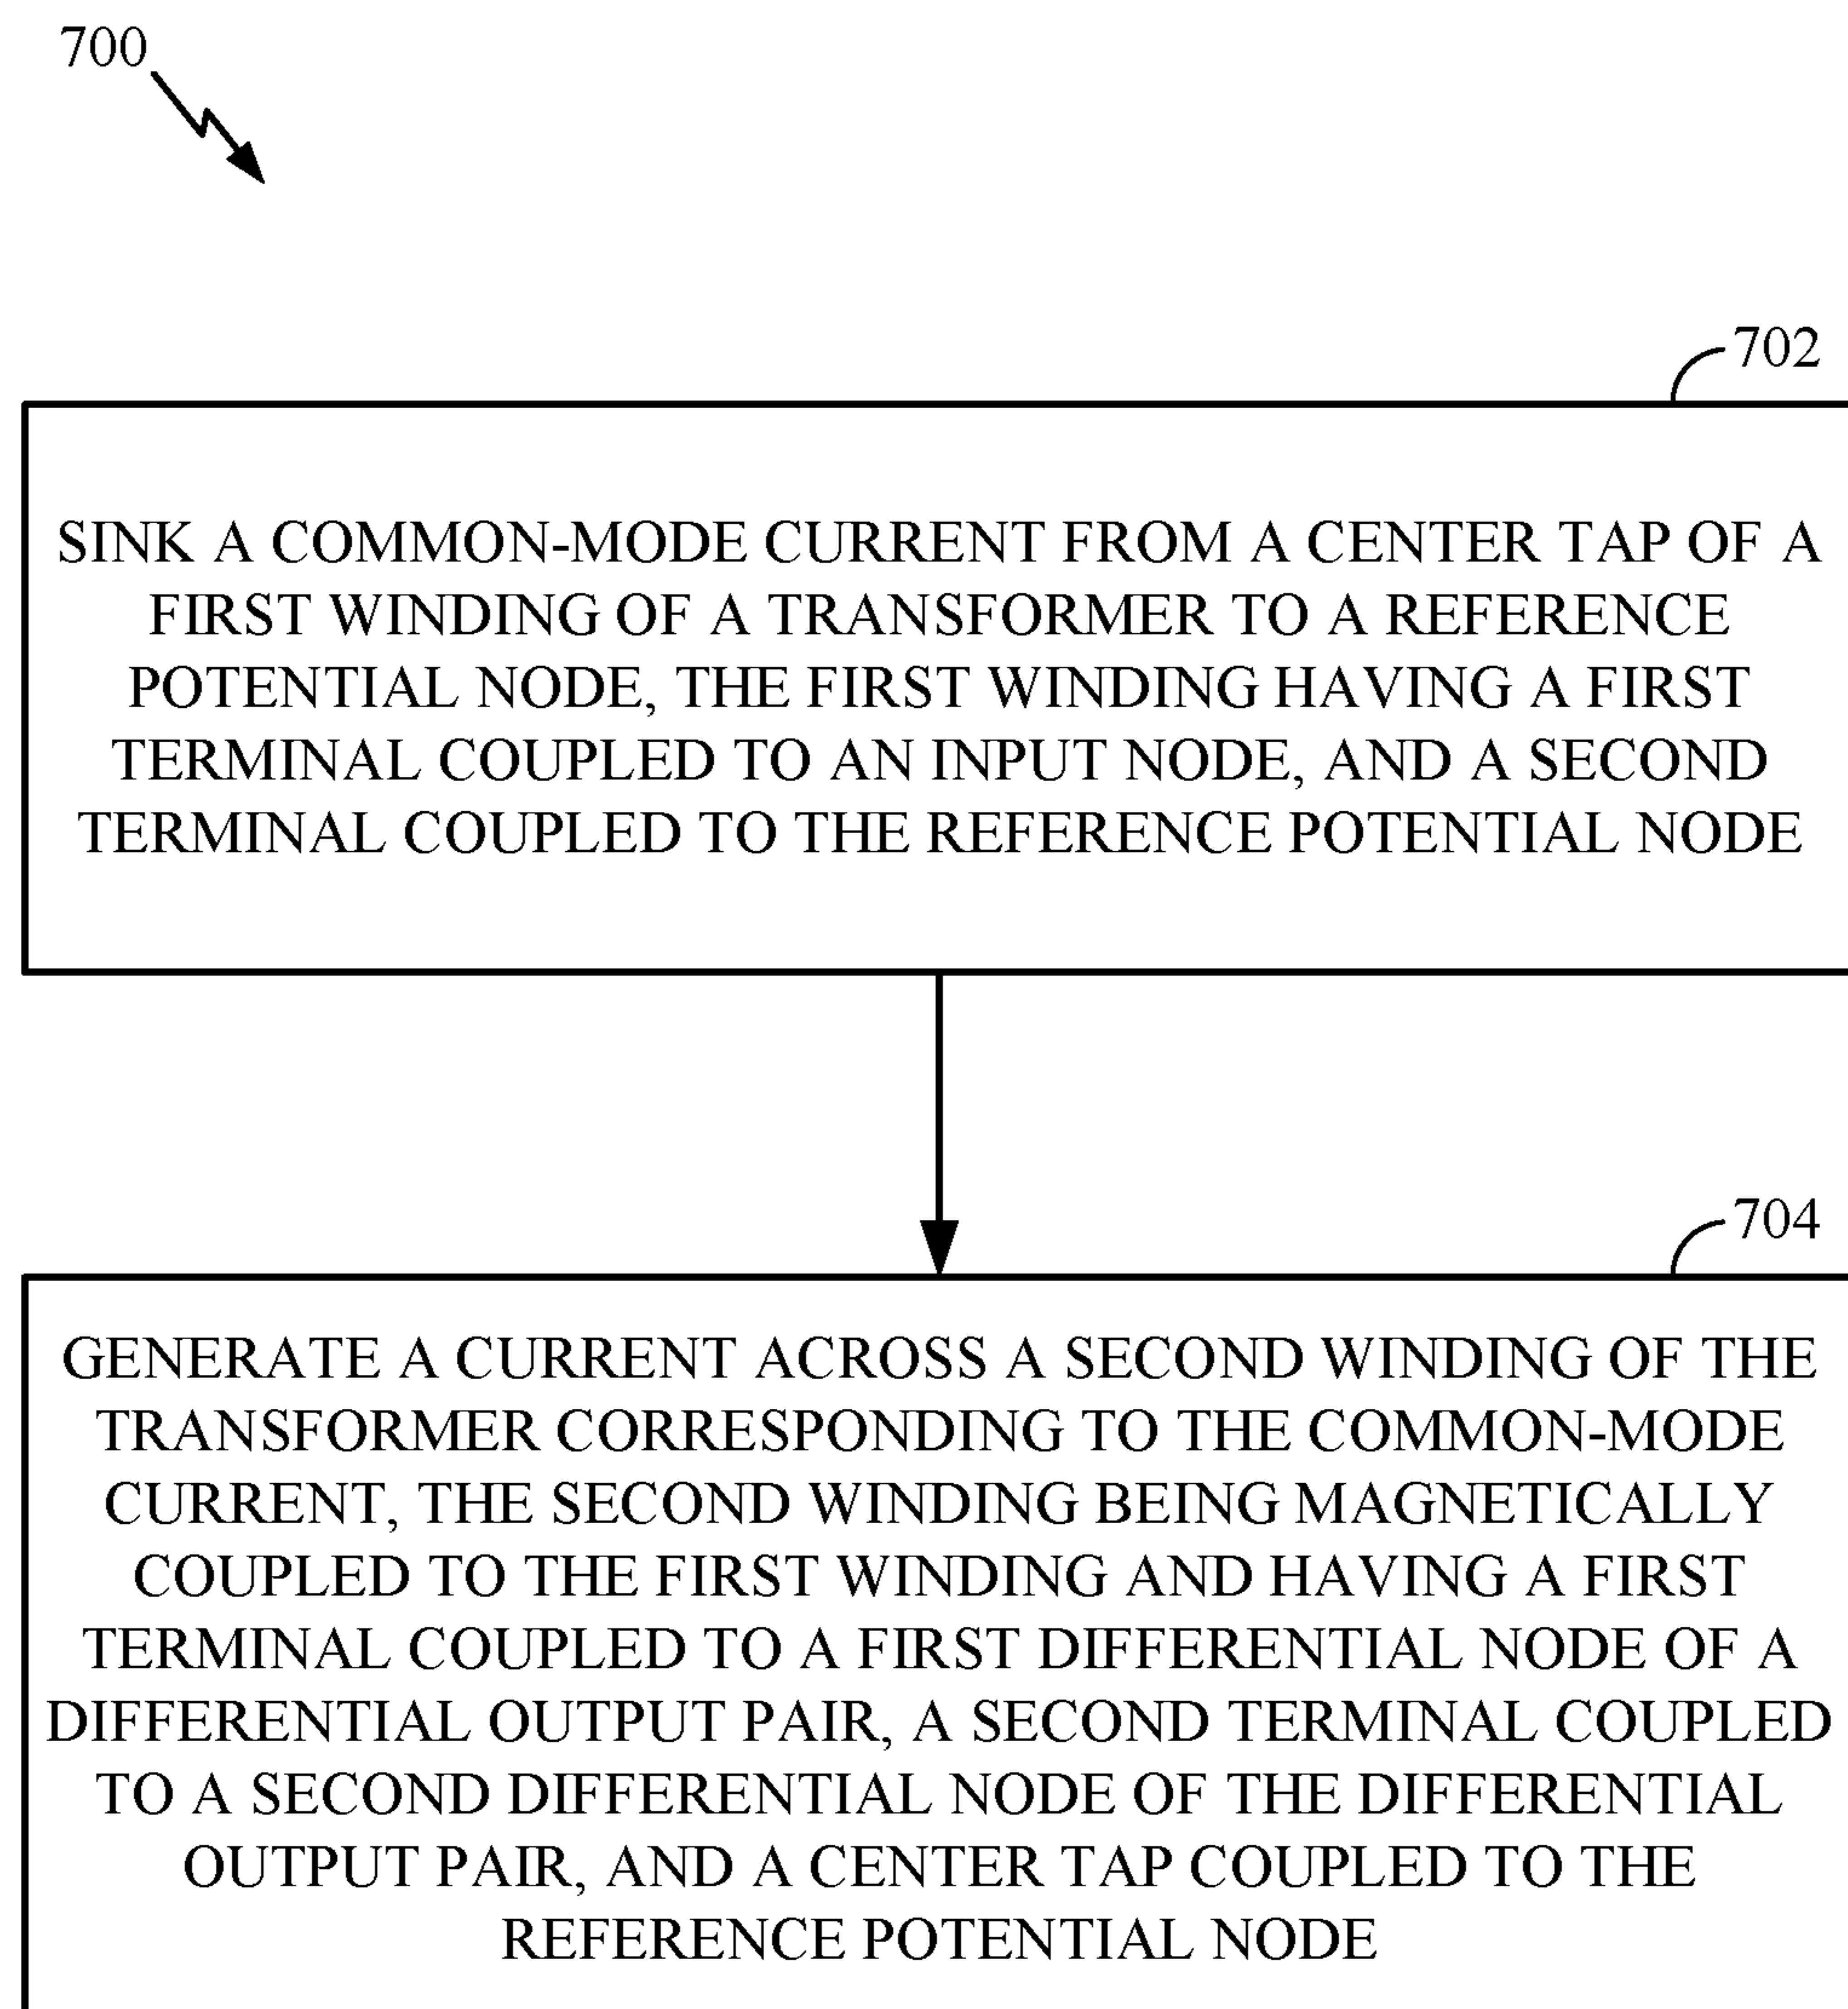 700
702
SINK A COMMON-MODE CURRENT FROM A CENTER TAP OF A
FIRST WINDING OF A TRANSFORMER TO A REFERENCE
POTENTIAL NODE, THE FIRST WINDING HAVING A FIRST
TERMINAL COUPLED TO AN INPUT NODE, AND A SECOND
TERMINAL COUPLED TO THE REFERENCE POTENTIAL NODE
704
GENERATE A CURRENT ACROSS A SECOND WINDING OF THE
TRANSFORMER CORRESPONDING TO THE COMMON-MODE
CURRENT, THE SECOND WINDING BEING MAGNETICALLY
COUPLED TO THE FIRST WINDING AND HAVING A FIRST
TERMINAL COUPLED TO A FIRST DIFFERENTIAL NODE OF A
DIFFERENTIAL OUTPUT PAIR, A SECOND TERMINAL COUPLED
TO A SECOND DIFFERENTIAL NODE OF THE DIFFERENTIAL
OUTPUT PAIR, AND A CENTER TAP COUPLED TO THE
REFERENCE POTENTIAL NODE